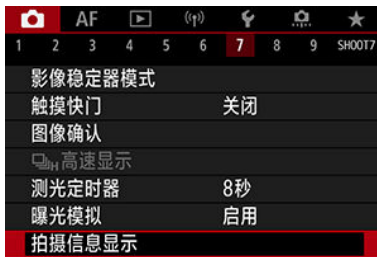 AF
1 2 3 4 5 6 7 8 9 SHOOT7
影像稳定器模式
触摸快门 关闭
图像确认
H高速显示
测光定时器 8秒
曝光模拟 启用
拍摄信息显示